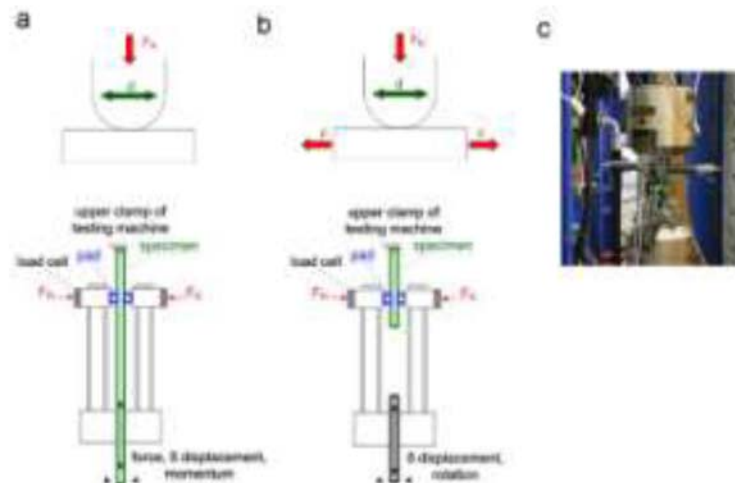 a
b
c
d
d
F
F
upper clamp of
testing machine
specimen
pad
load cell
upper clamp of
testing machine
specimen
pad
load cell
force, δ displacement,
momentum
δ displacement,
rotation